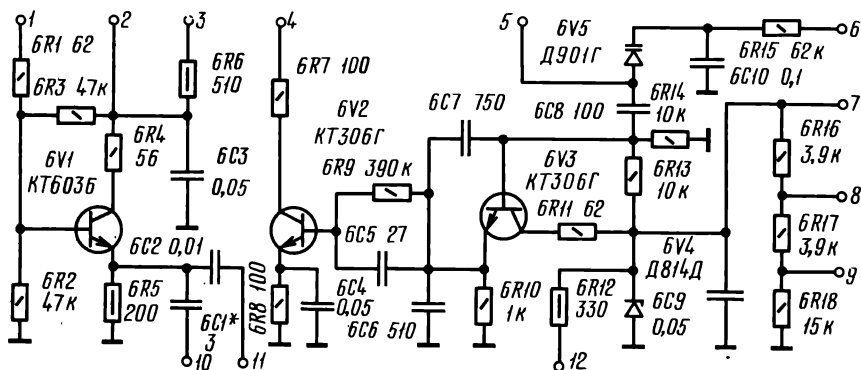 1 2 3 4 5 6
6R1 62
6R3 47к
6R6
510
6R4
56
6V1
КТ603б
6C3
0,05
6C2 0,01
6R2
47к
6R5
200
6C1*
3
10 11
6R7 100
6V2
КТ306Г
6R9 390к
6C5 27
6R8 100
6C4
0,05
6C6 510
6C7 750
6V5
Д901Г
6C8 100
6R14
10к
6R15 62к
6C10 0,1
6V3
КТ306Г
6R13
10к
6R11 62
6V4
Д814Д
6R10
1к
6R12
330
6C9
0,05
12
7
6R16
3,9к
8
6R17
3,9к
9
6R18
15к